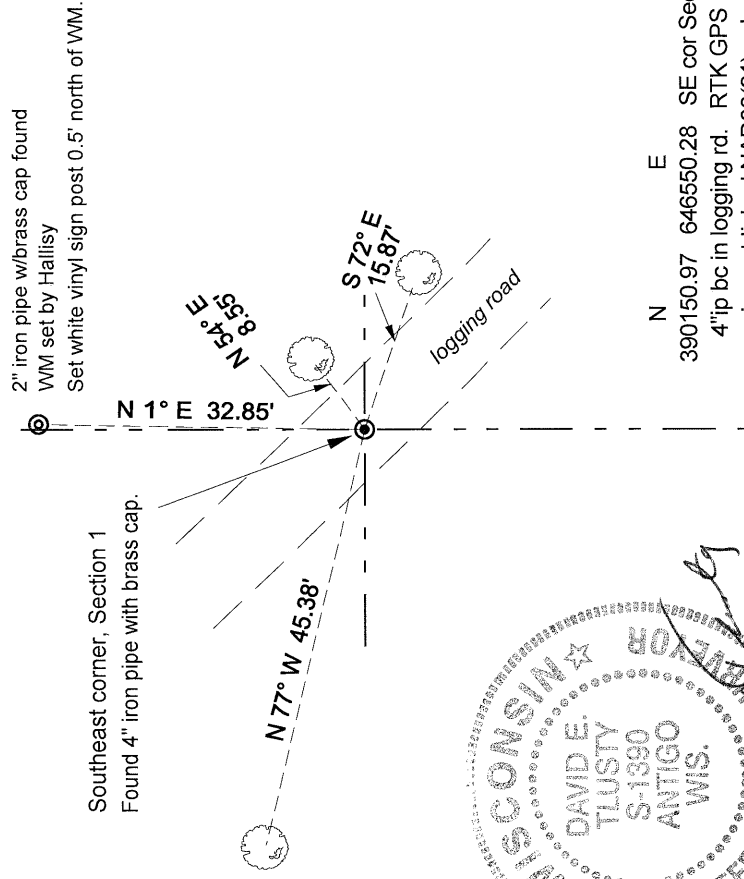 2" iron pipe w/brass cap found
WM set by Hallisy
Set white vinyl sign post 0.5' north of WM.
N 1° E 32.85'
N 54° E
8.55'
S 72° E
15.87'
logging road
Southeast corner, Section 1
Found 4" iron pipe with brass cap.
N 77° W 45.38'
N E
390150.97 646550.28 SE cor Sec
4"ip bc in logging rd. RTK GPS
WISCONSIN
DAVID E.
TLUSTY
S-1390
ANTIGO
WIS.